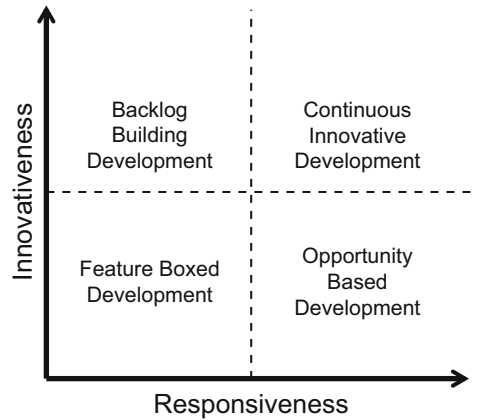 Innovativeness
Backlog
Building
Development
Continuous
Innovative
Development
Feature Boxed
Development
Opportunity
Based
Development
Responsiveness